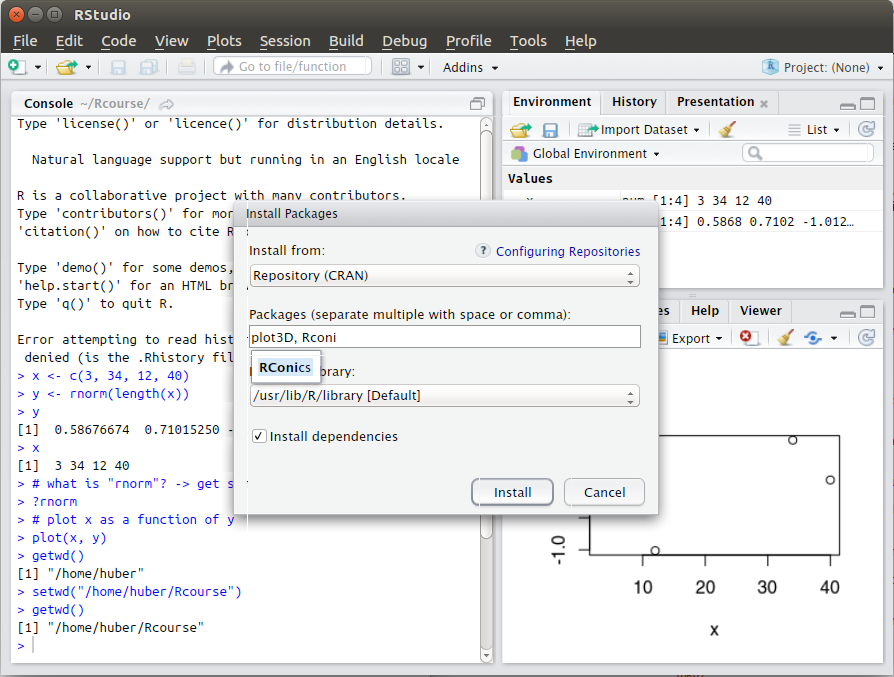 RStudio
File Edit Code View Plots Session Build Debug Profile Tools Help
Go to file/function Addins Project: (None)
Console ~/Rcourse/
Type 'license()' or 'licence()' for distribution details.
Natural language support but running in an English locale
R is a collaborative project with many contributors.
Type 'contributors()' for mor
'citation()' on how to cite R
Type 'demo()' for some demos,
'help.start()' for an HTML br
Type 'q()' to quit R.
Error attempting to read hist
denied (is the .Rhistory fil
> x <- c(3, 34, 12, 40)
> y <- rnorm(length(x))
> y
[1] 0.58676674 0.71015250 -
> x
[1] 3 34 12 40
> # what is "rnorm"? -> get s
> ?rnorm
> # plot x as a function of y
> plot(x, y)
> getwd()
[1] "/home/huber"
> setwd("/home/huber/Rcourse")
> getwd()
[1] "/home/huber/Rcourse"
>
Install Packages
Install from:
? Configuring Repositories
Repository (CRAN)
Packages (separate multiple with space or comma):
plot3D, Rconi
RConics
rary:
/usr/lib/R/library [Default]
Install dependencies
Install Cancel
Environment History Presentation
Import Dataset List
Global Environment
Values
num [1:4] 3 34 12 40
1:4] 0.5868 0.7102 -1.012…
es Help Viewer
Export
-1.0
10 20 30 40
x